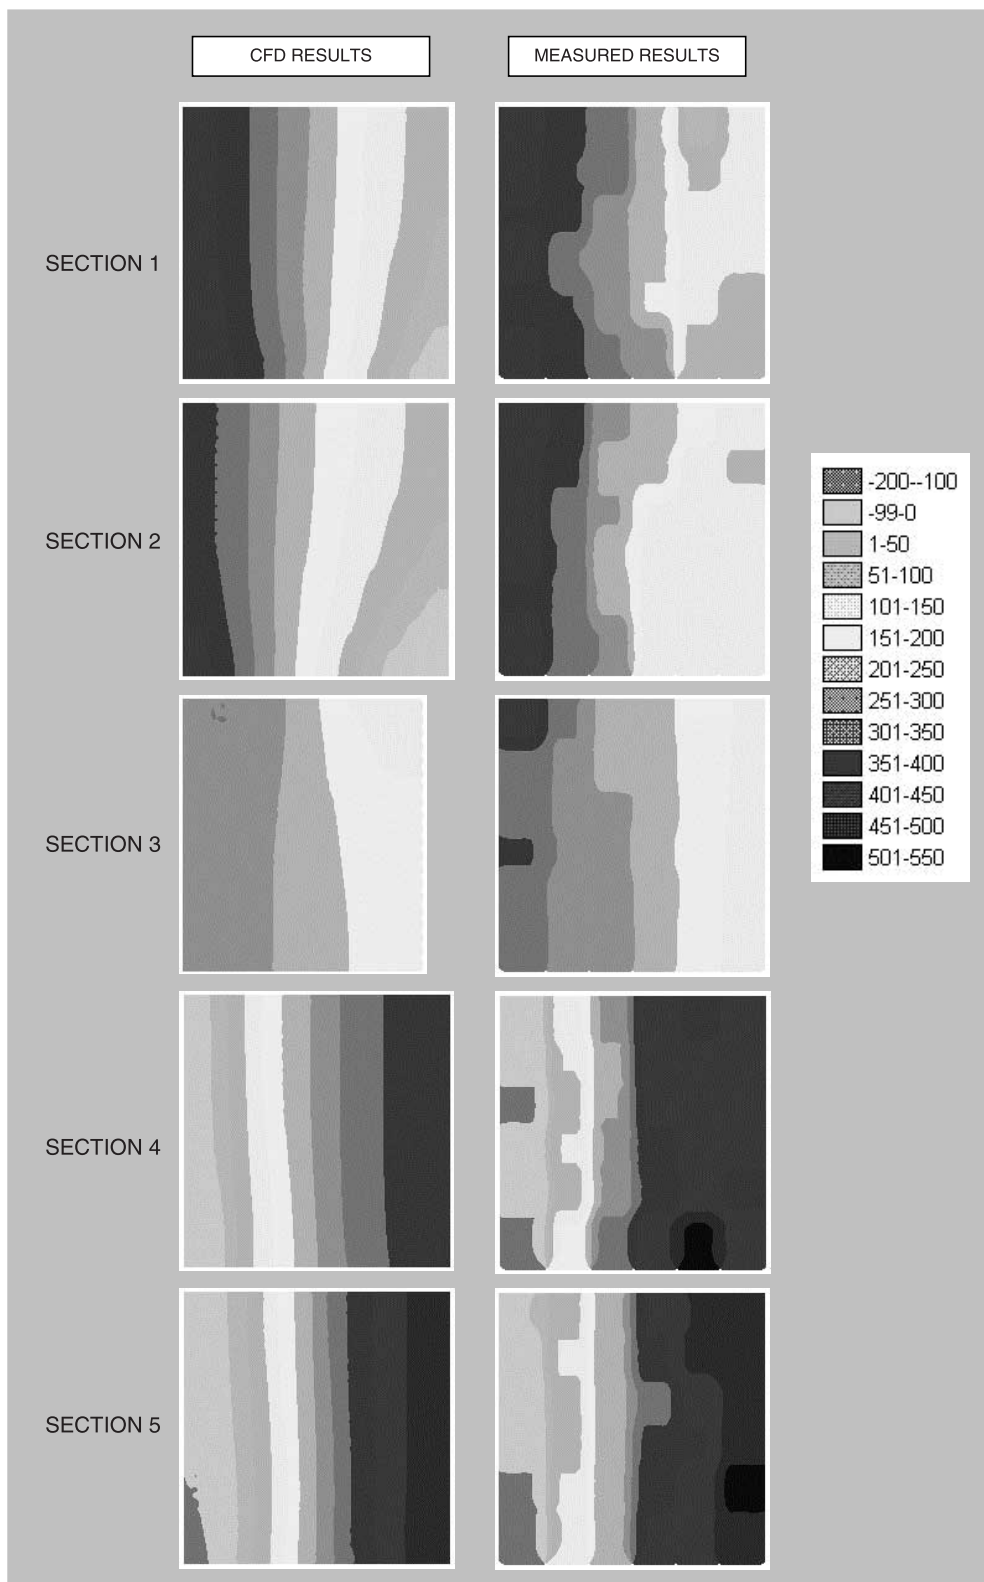 CFD RESULTS
MEASURED RESULTS
SECTION 1
SECTION 2
SECTION 3
SECTION 4
SECTION 5
-200--100
-99-0
1-50
51-100
101-150
151-200
201-250
251-300
301-350
351-400
401-450
451-500
501-550